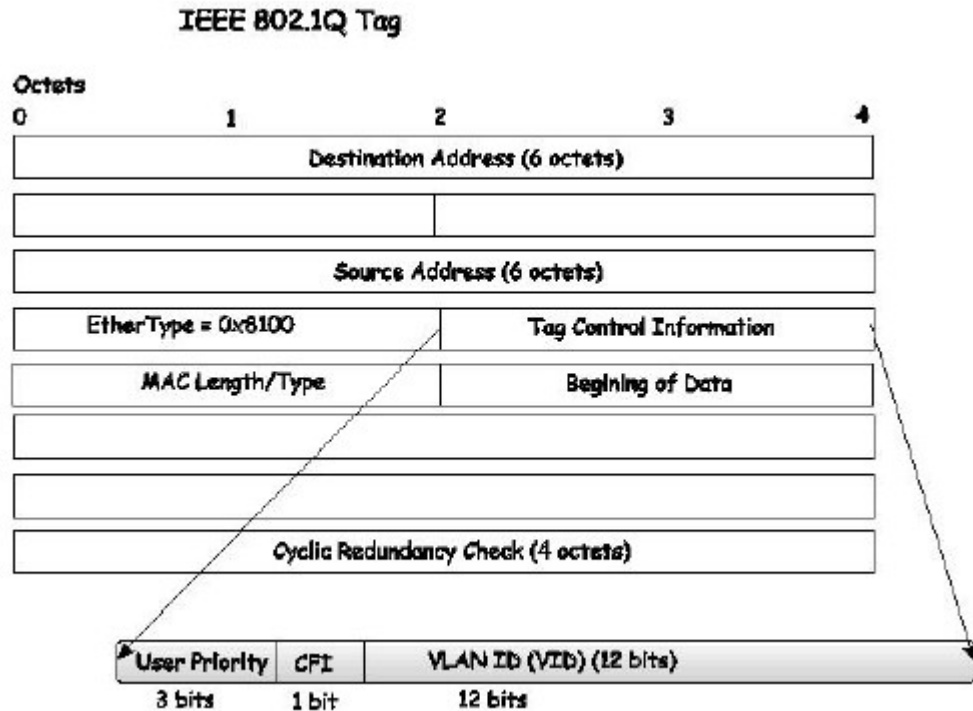 IEEE 802.1Q Tag
Octets
0 1 2 3 4
Destination Address (6 octets)
Source Address (6 octets)
EtherType = 0x8100 Tag Control Information
MAC Length/Type Begining of Data
Cyclic Redundancy Check (4 octets)
User Priority CFI VLAN ID (VID) (12 bits)
3 bits 1 bit 12 bits